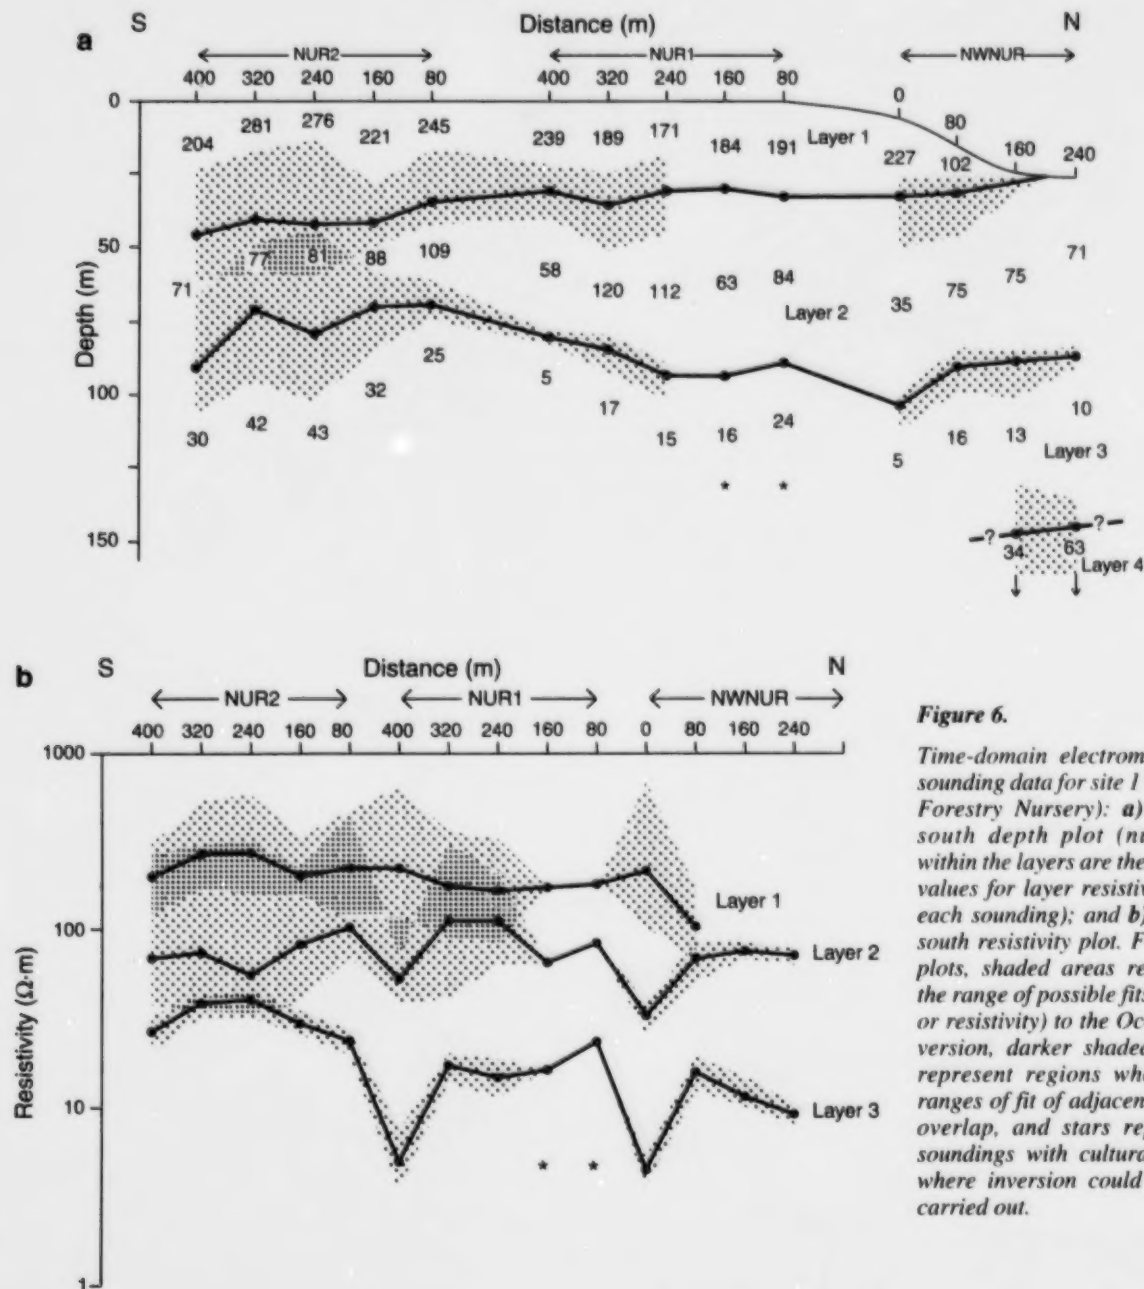 a
S
Distance (m)
N
NUR2
NUR1
NWNUR
400 320 240 160 80 400 320 240 160 80 0
80
160
240
0
50
100
150
Depth (m)
204 281 276 221 245 239 189 171 184 191 Layer 1 227 102
71 77 81 88 109 58 120 112 63 84 Layer 2 35 75 75 71
30 42 43 32 25 5 17 15 16 24 5 16 13 10
Layer 3
* *
? 34 63 ?
Layer 4
b
S
Distance (m)
N
NUR2
NUR1
NWNUR
400 320 240 160 80 400 320 240 160 80 0 80 160 240
1000
100
10
1
Resistivity (Ω·m)
Layer 1
Layer 2
Layer 3
* *
Figure 6.
Time-domain electrom
sounding data for site 1
Forestry Nursery): a)
south depth plot (nu
within the layers are the
values for layer resistiv
each sounding); and b)
south resistivity plot. F
plots, shaded areas re
the range of possible fits
or resistivity) to the Oc
version, darker shaded
represent regions whe
ranges of fit of adjacen
overlap, and stars re
soundings with cultura
where inversion could
carried out.